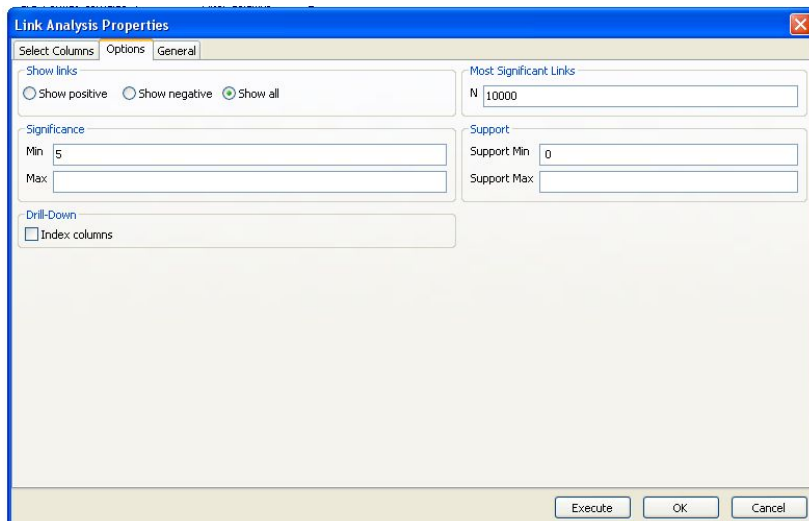 Link Analysis Properties
Select Columns Options General
Show links
Show positive Show negative Show all
Most Significant Links
N 10000
Significance
Min 5
Max
Support
Support Min 0
Support Max
Drill-Down
Index columns
Execute OK Cancel